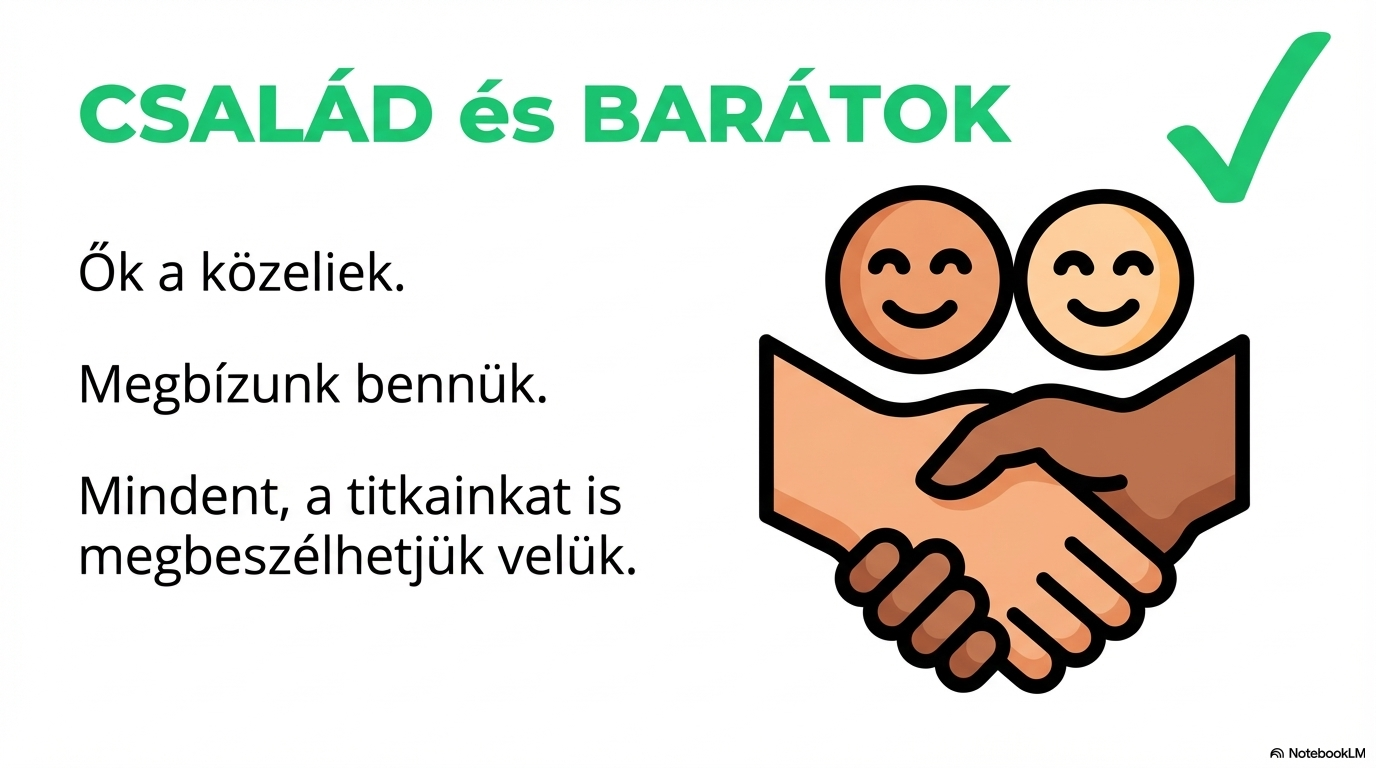 CSALÁD és BARÁTOK
Ők a közeliek.
Megbízunk bennük.
Mindent, a titkainkat is
megbeszélhetjük velük.
NotebookLM